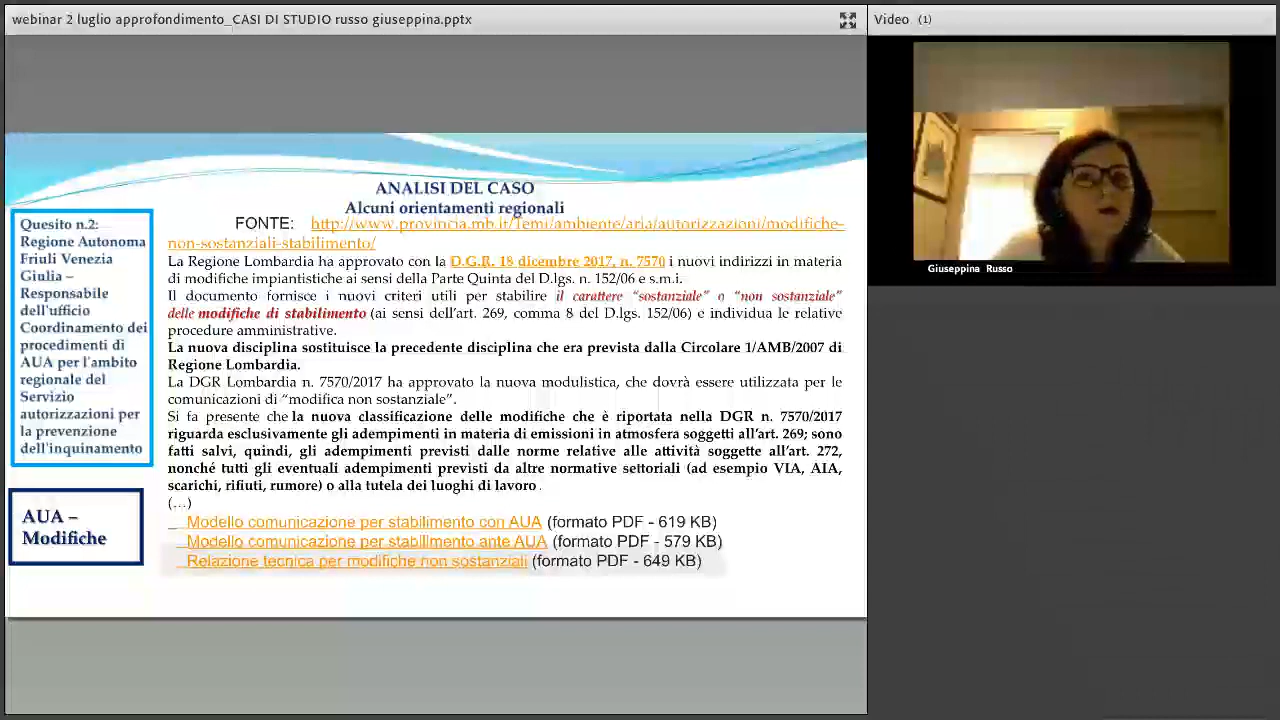 webinar 2 luglio approfondimento_CASI DI STUDIO russo giuseppina.pptx
Video (1)
Giuseppina Russo
ANALISI DEL CASO
Alcuni orientamenti regionali
Quesito n.2:
Regione Autonoma
Friuli Venezia
Giulia –
Responsabile
dell'ufficio
Coordinamento dei
procedimenti di
AUA per l'ambito
regionale del
Servizio
autorizzazioni per
la prevenzione
dell'inquinamento
AUA –
Modifiche
FONTE: http://www.provincia.mb.it/Temi/ambiente/aria/autorizzazioni/modifiche-
non-sostanziali-stabilimento/
La Regione Lombardia ha approvato con la D.G.R. 18 dicembre 2017, n. 7570 i nuovi indirizzi in materia
di modifiche impiantistiche ai sensi della Parte Quinta del D.lgs. n. 152/06 e s.m.i.
Il documento fornisce i nuovi criteri utili per stabilire il carattere “sostanziale” o “non sostanziale”
delle modifiche di stabilimento (ai sensi dell’art. 269, comma 8 del D.lgs. 152/06) e individua le relative
procedure amministrative.
La nuova disciplina sostituisce la precedente disciplina che era prevista dalla Circolare 1/AMB/2007 di
Regione Lombardia.
La DGR Lombardia n. 7570/2017 ha approvato la nuova modulistica, che dovrà essere utilizzata per le
comunicazioni di “modifica non sostanziale”.
Si fa presente che la nuova classificazione delle modifiche che è riportata nella DGR n. 7570/2017
riguarda esclusivamente gli adempimenti in materia di emissioni in atmosfera soggetti all’art. 269; sono
fatti salvi, quindi, gli adempimenti previsti dalle norme relative alle attività soggette all’art. 272,
nonché tutti gli eventuali adempimenti previsti da altre normative settoriali (ad esempio VIA, AIA,
scarichi, rifiuti, rumore) o alla tutela dei luoghi di lavoro .
(…)
Modello comunicazione per stabilimento con AUA (formato PDF - 619 KB)
Modello comunicazione per stabilimento ante AUA (formato PDF - 579 KB)
Relazione tecnica per modifiche non sostanziali (formato PDF - 649 KB)